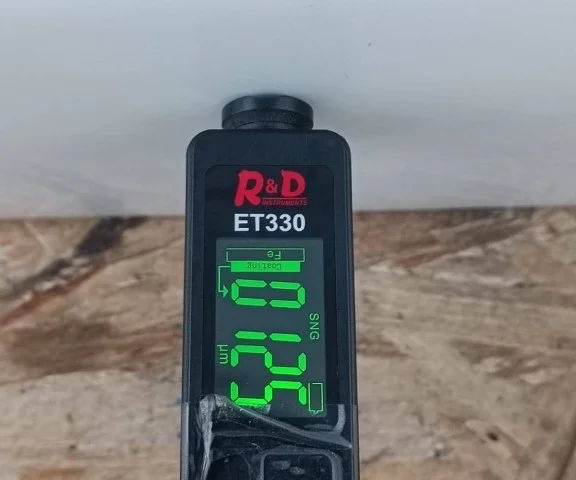 R&D
INSTRUMENTS
ET330
Fe
Coating
SNG
µm